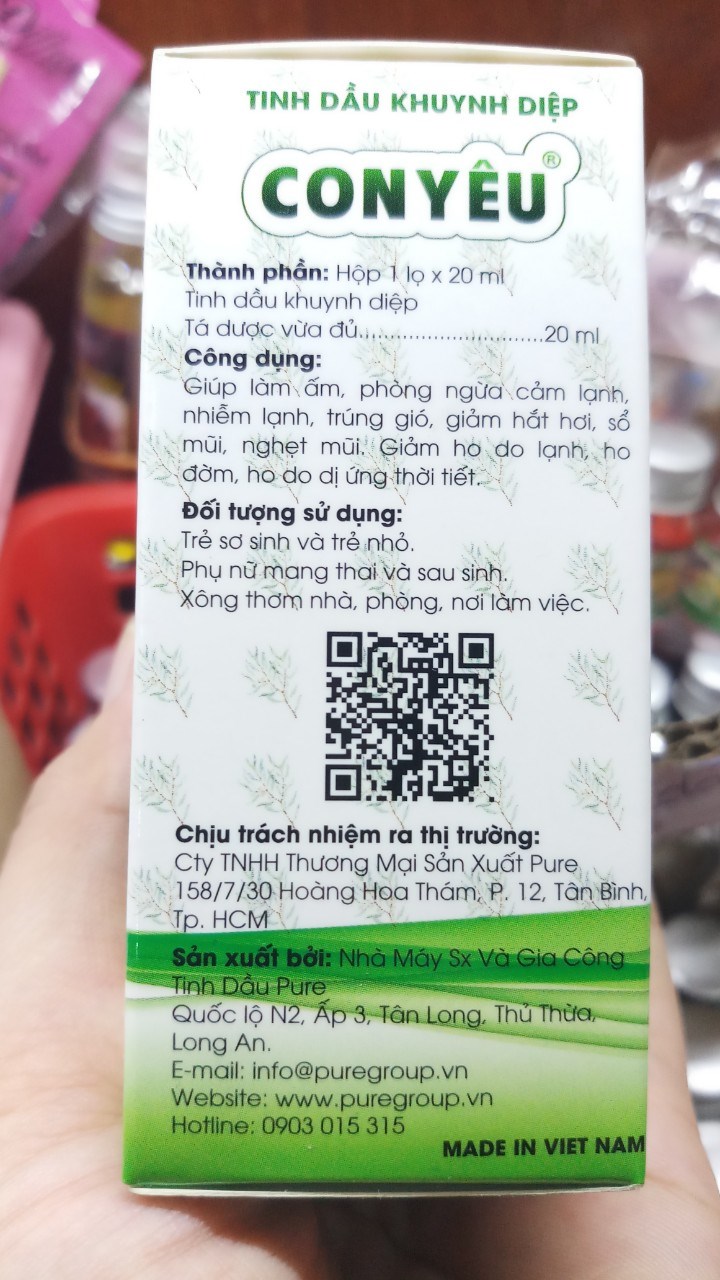 TINH DẦU KHUYNH DIỆP
CON YÊU®
Thành phần: Hộp 1 lọ x 20 ml
Tinh dầu khuynh diệp
Tá dược vừa đủ..............................20 ml
Công dụng:
Giúp làm ấm, phòng ngừa cảm lạnh,
nhiễm lạnh, trúng gió, giảm hắt hơi, sổ
mũi, nghẹt mũi. Giảm ho do lạnh, ho
đờm, ho do dị ứng thời tiết.
Đối tượng sử dụng:
Trẻ sơ sinh và trẻ nhỏ.
Phụ nữ mang thai và sau sinh.
Xông thơm nhà, phòng, nơi làm việc.
Chịu trách nhiệm ra thị trường:
Cty TNHH Thương Mại Sản Xuất Pure
158/7/30 Hoàng Hoa Thám, P. 12, Tân Bình,
Tp. HCM
Sản xuất bởi: Nhà Máy Sx Và Gia Công
Tinh Dầu Pure
Quốc lộ N2, Ấp 3, Tân Long, Thủ Thừa,
Long An.
E-mail: info@puregroup.vn
Website: www.puregroup.vn
Hotline: 0903 015 315
MADE IN VIET NAM